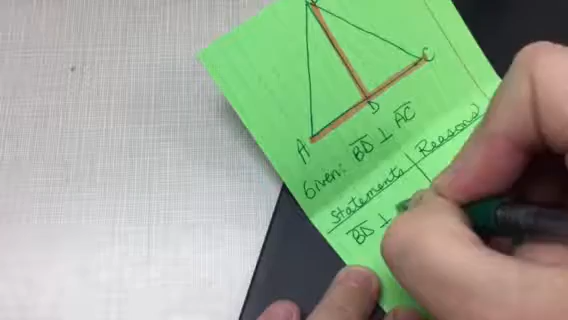 C
D
A
Given: BD ⊥ AC
Statements Reasons
BD ⊥